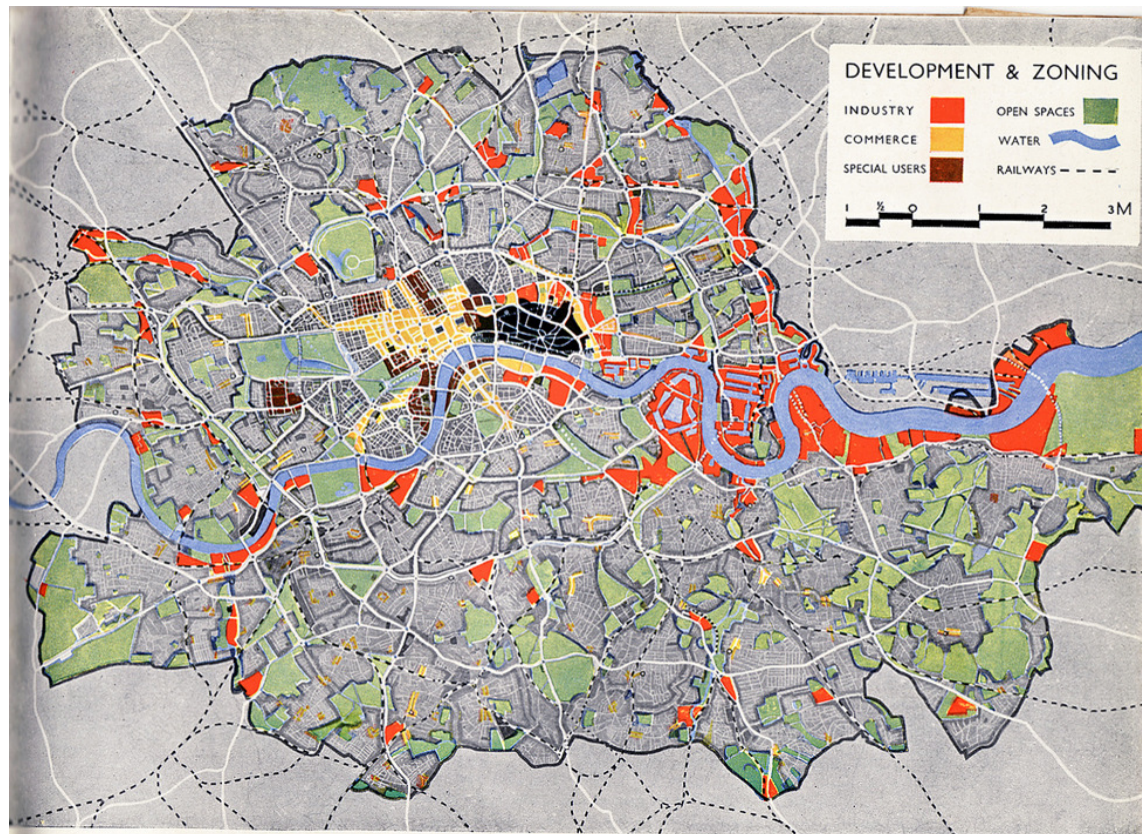 DEVELOPMENT & ZONING
INDUSTRY
OPEN SPACES
COMMERCE
WATER
SPECIAL USERS
RAILWAYS
1 ½ 0 1 2 3M